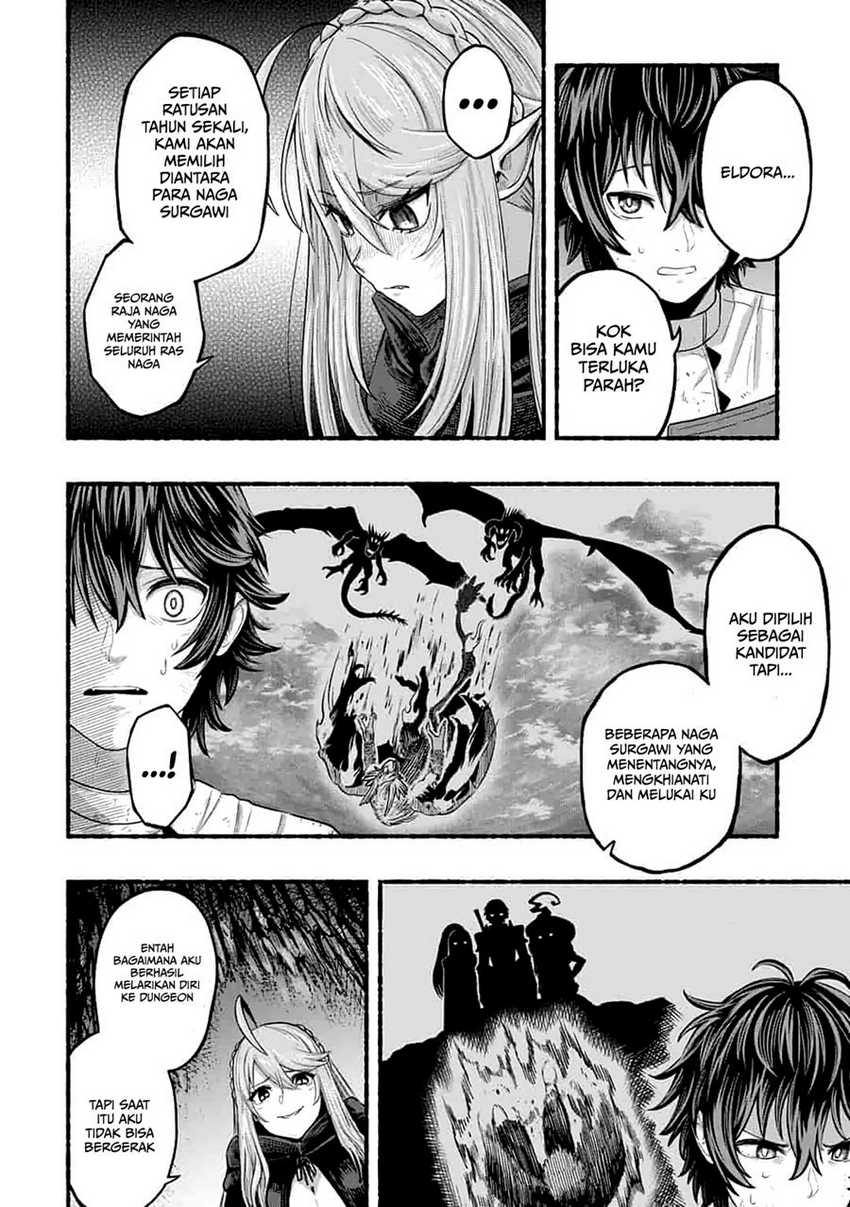 ELDORA...
KOK
BISA KAMU
TERLUKA
PARAH?
...
SETIAP
RATUSAN
TAHUN SEKALI,
KAMI AKAN
MEMILIH
DIANTARA
PARA NAGA
SURGAWI
SEORANG
RAJA NAGA
YANG
MEMERINTAH
SELURUH RAS
NAGA
AKU DIPILIH
SEBAGAI
KANDIDAT
TAPI...
BEBERAPA NAGA
SURGAWI YANG
MENENTANGNYA,
MENGKHIANATI
DAN MELUKAI KU
...!
ENTAH
BAGAIMANA AKU
BERHASIL
MELARIKAN DIRI
KE DUNGEON
TAPI SAAT
ITU AKU
TIDAK BISA
BERGERAK